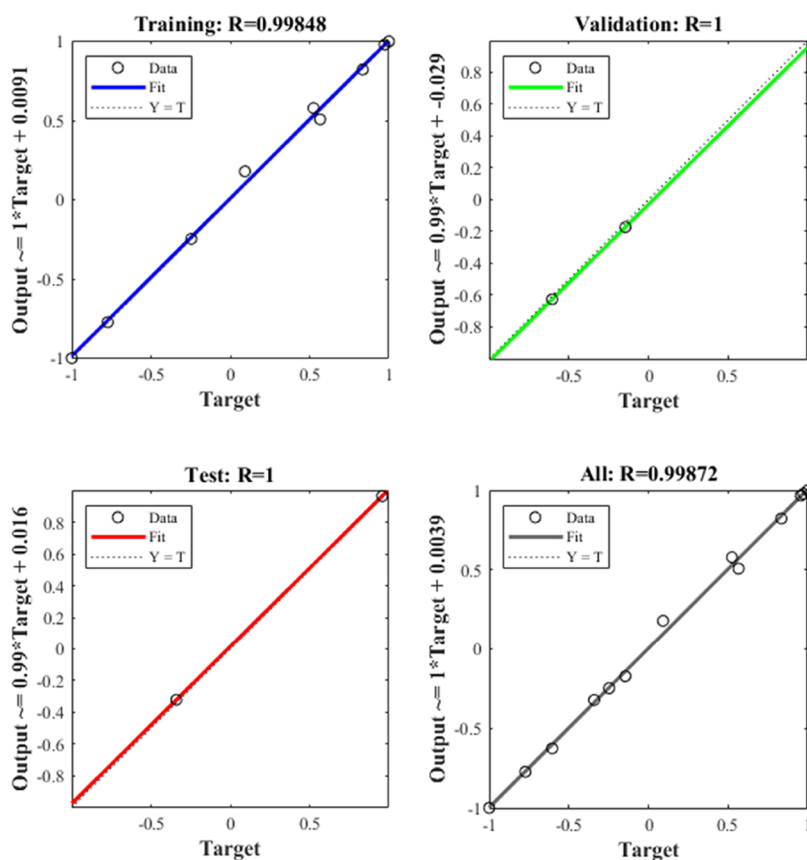 Training: R=0.99848
Output ~= 1*Target + 0.0091
Data
Fit
Y = T
1
0.5
0
-0.5
-1
-1
-0.5
0
0.5
1
Target
Validation: R=1
Output ~= 0.99*Target + -0.029
Data
Fit
Y = T
0.8
0.6
0.4
0.2
0
-0.2
-0.4
-0.6
-0.8
-0.5
0
0.5
Target
Test: R=1
Output ~= 0.99*Target + 0.016
Data
Fit
Y = T
0.8
0.6
0.4
0.2
0
-0.2
-0.4
-0.6
-0.8
-0.5
0
0.5
Target
All: R=0.99872
Output ~= 1*Target + 0.0039
Data
Fit
Y = T
1
0.5
0
-0.5
-1
-1
-0.5
0
0.5
1
Target